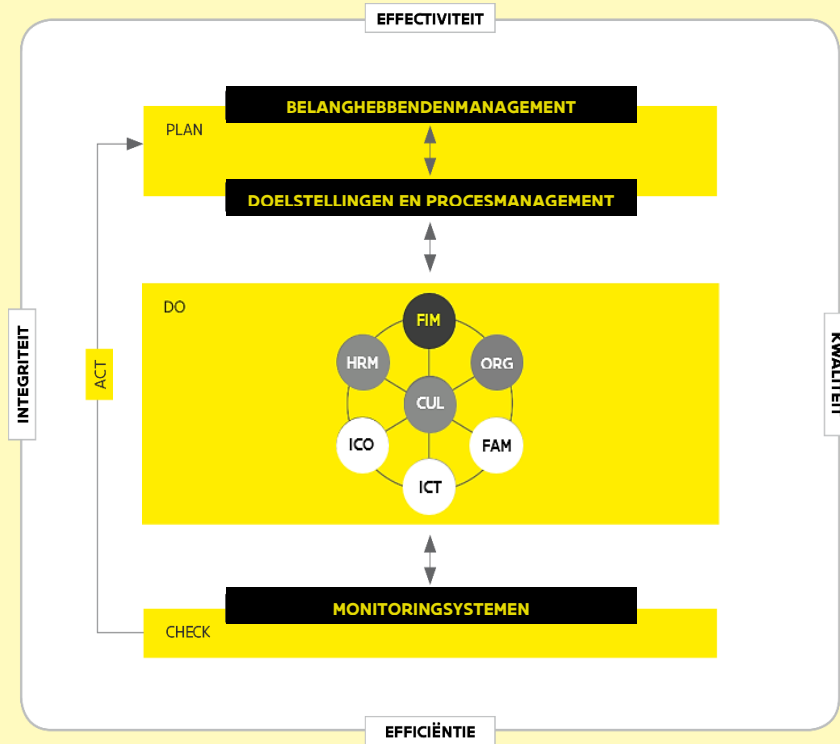 EFFECTIVITEIT
BELANGHEBBENDENMANAGEMENT
PLAN
DOELSTELLINGEN EN PROCESMANAGEMENT
DO
FIM
HRM
ORG
INTEGRITEIT
KWALITEIT
ACT
CUL
ICO
FAM
ICT
MONITORINGSYSTEMEN
CHECK
EFFICIËNTIE